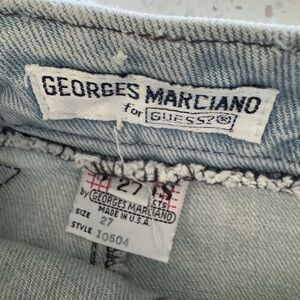 GEORGES MARCIANO
for GUESS?®
27
by GEORGES MARCIANO
MADE IN U.S.A.
SIZE 27
STYLE 10504